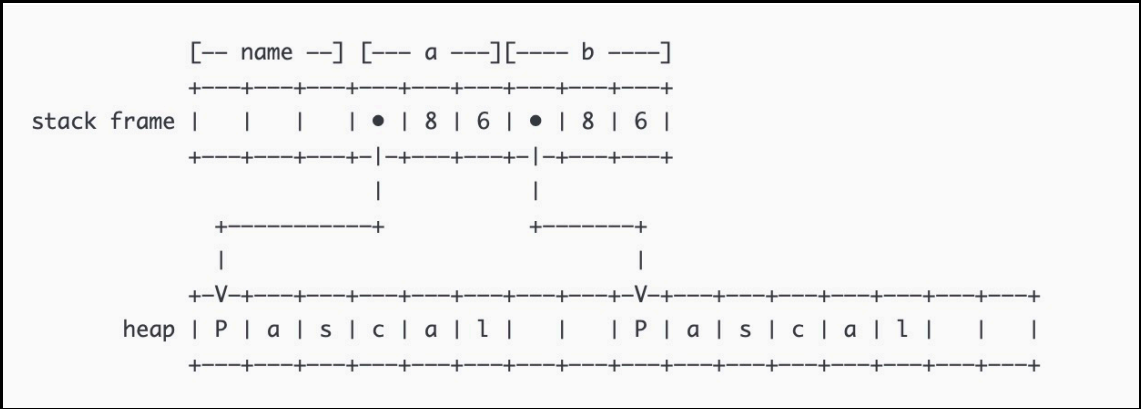 [-- name --] [--- a ---][---- b ----]
+---+---+---+---+---+---+---+---+---+
stack frame |   |   |   | • | 8 | 6 | • | 8 | 6 |
+---+---+---+-|-+---+---+-|-+---+---+
|           |
+-----------+           +-------+
|                               |
+-V-+---+---+---+---+---+---+---+-V-+---+---+---+---+---+---+---+
heap | P | a | s | c | a | l |   |   | P | a | s | c | a | l |   |   |
+---+---+---+---+---+---+---+---+---+---+---+---+---+---+---+---+